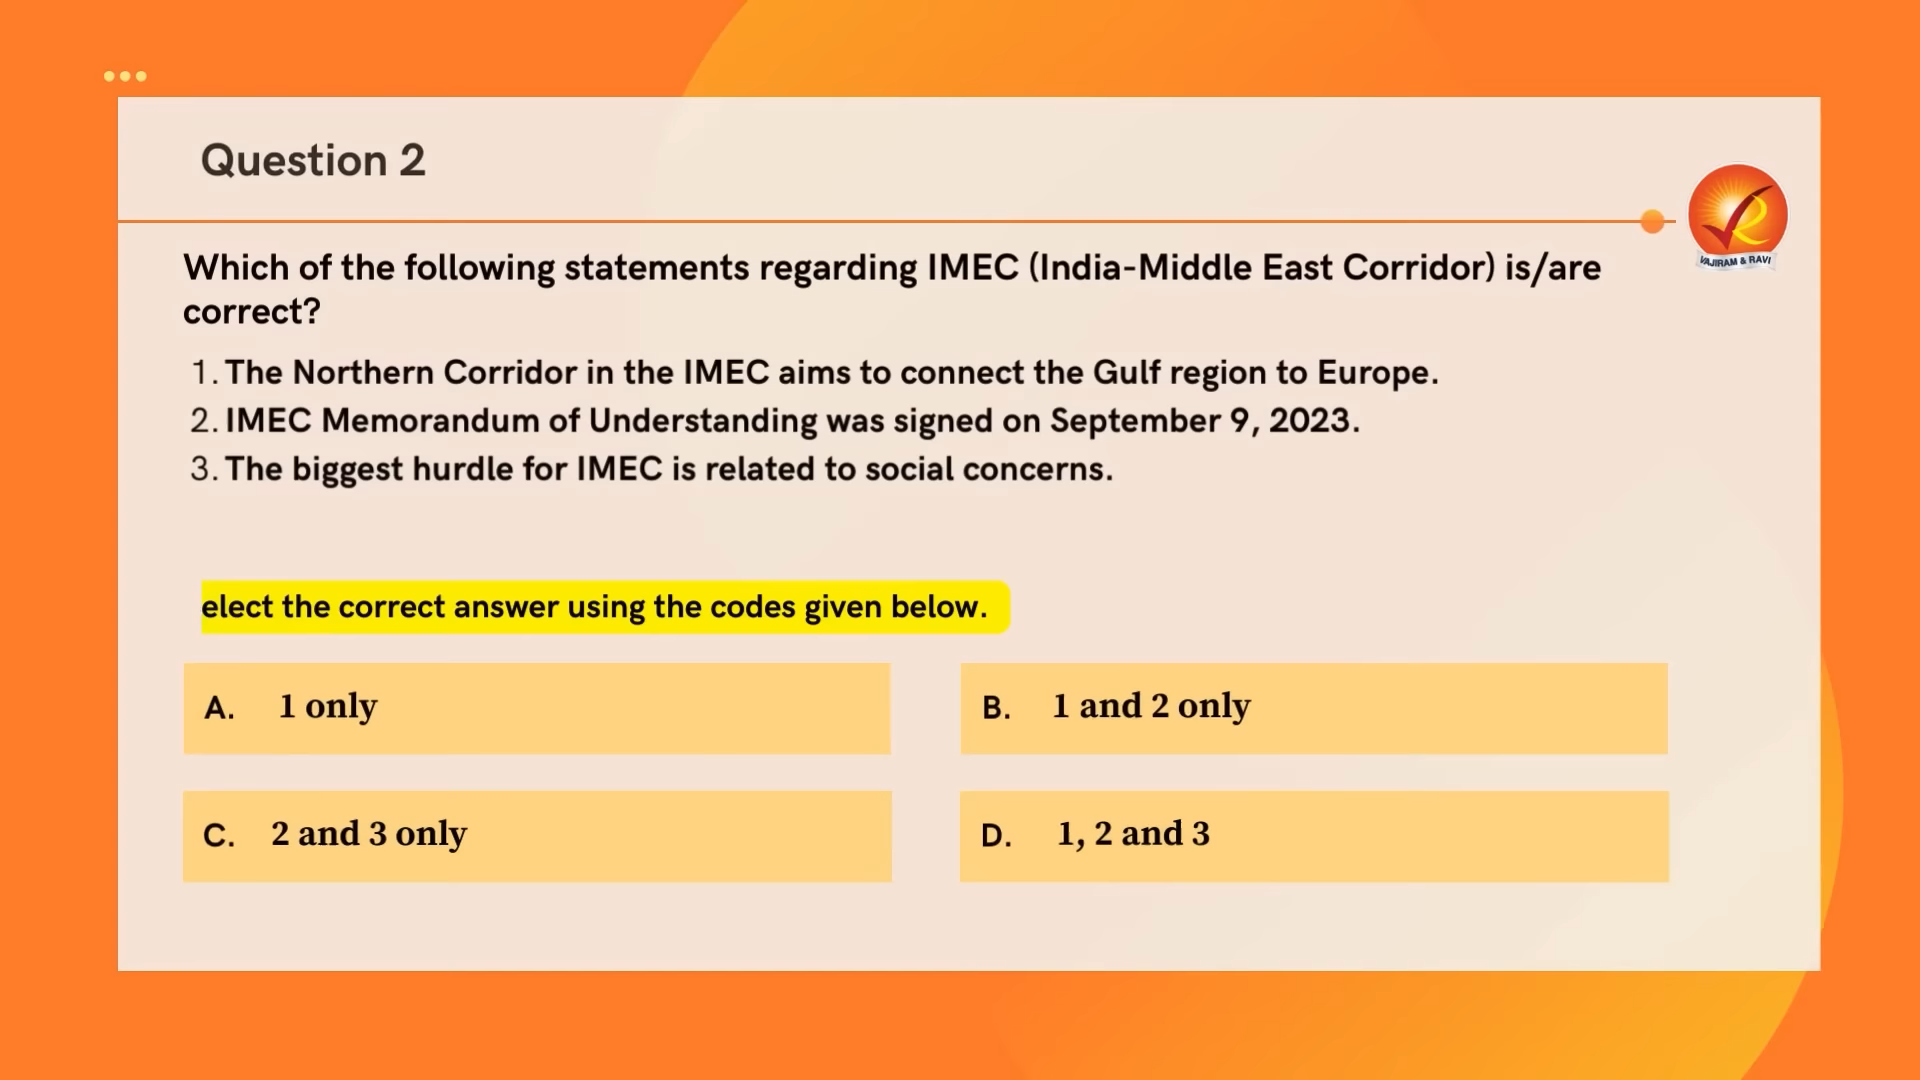 Question 2
VAJIRAM & RAVI
Which of the following statements regarding IMEC (India-Middle East Corridor) is/are
correct?
1. The Northern Corridor in the IMEC aims to connect the Gulf region to Europe.
2. IMEC Memorandum of Understanding was signed on September 9, 2023.
3. The biggest hurdle for IMEC is related to social concerns.
elect the correct answer using the codes given below.
A. 1 only
B. 1 and 2 only
C. 2 and 3 only
D. 1, 2 and 3